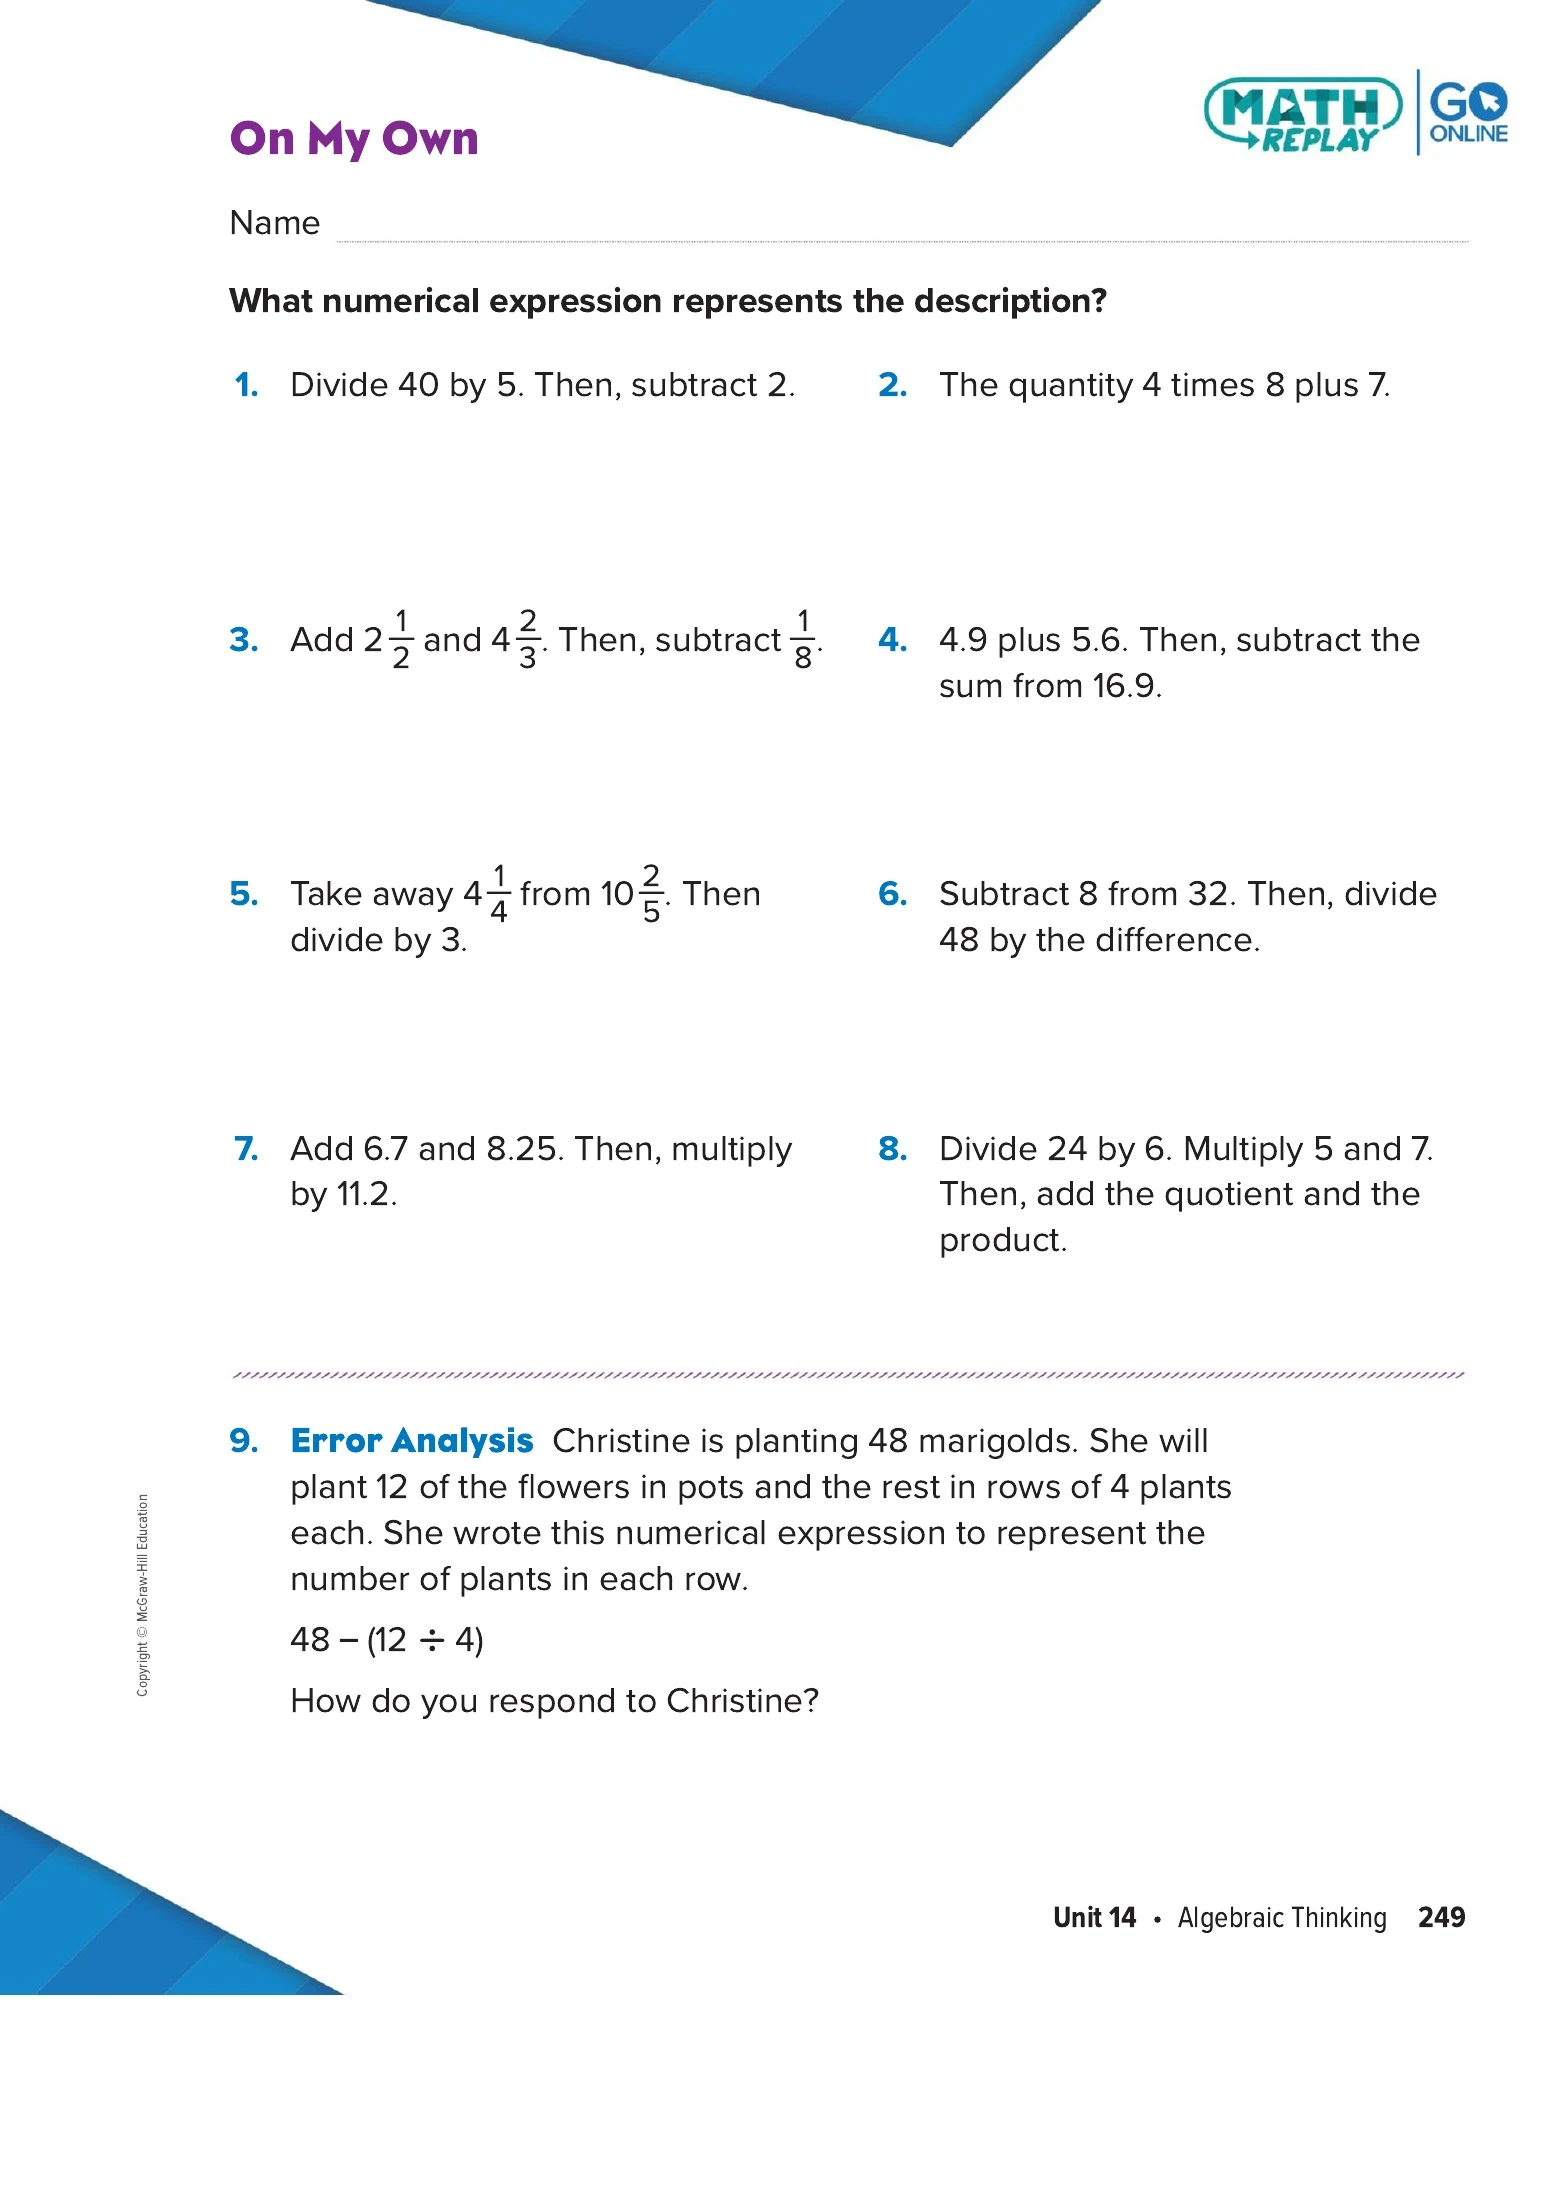 MATH
REPLAY
GO
ONLINE
On My Own
Name
What numerical expression represents the description?
1. Divide 40 by 5. Then, subtract 2.
2. The quantity 4 times 8 plus 7.
3. Add 2 1/2 and 4 2/3. Then, subtract 1/8.
4. 4.9 plus 5.6. Then, subtract the
sum from 16.9.
5. Take away 4 1/4 from 10 2/5. Then
divide by 3.
6. Subtract 8 from 32. Then, divide
48 by the difference.
7. Add 6.7 and 8.25. Then, multiply
by 11.2.
8. Divide 24 by 6. Multiply 5 and 7.
Then, add the quotient and the
product.
9. Error Analysis Christine is planting 48 marigolds. She will
plant 12 of the flowers in pots and the rest in rows of 4 plants
each. She wrote this numerical expression to represent the
number of plants in each row.
48 – (12 ÷ 4)
How do you respond to Christine?
Copyright © McGraw-Hill Education
Unit 14 • Algebraic Thinking 249